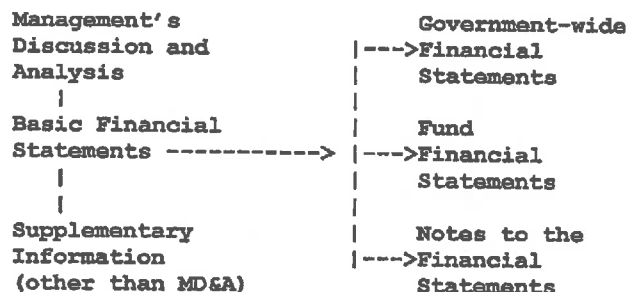 Management's
Discussion and
Analysis
Basic Financial
Statements ------------>
Supplementary
Information
(other than MD&A)
Government-wide
|--->Financial
Statements
Fund
|--->Financial
Statements
Notes to the
|--->Financial
Statements